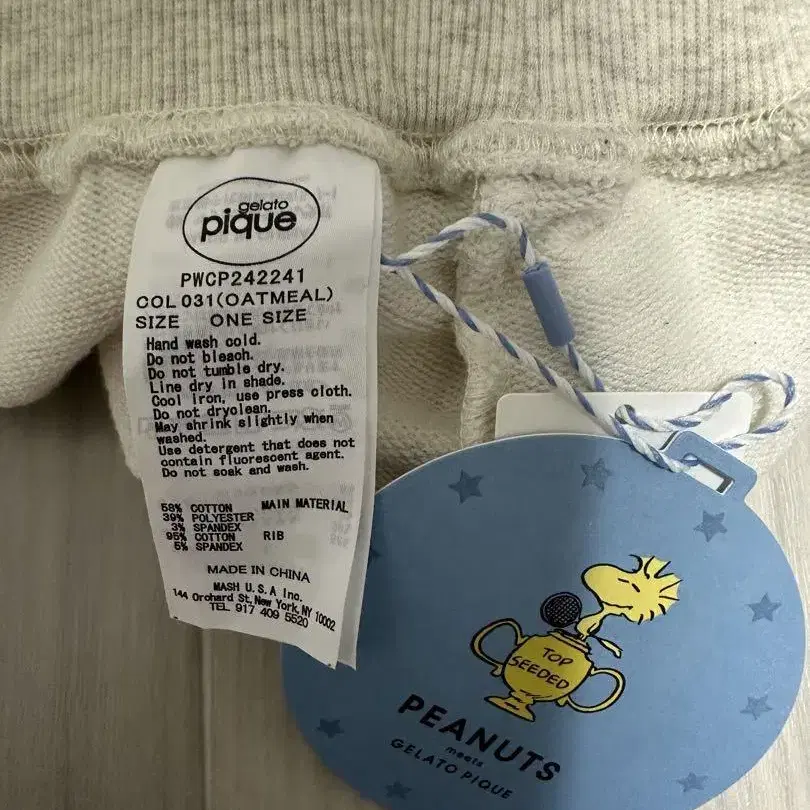 gelato
pique
PWCP242241
COL 031(OATMEAL)
SIZE ONE SIZE
Hand wash cold.
Do not bleach.
Do not tumble dry.
Line dry in shade.
Cool iron, use press cloth.
Do not dryclean.
May shrink slightly when
washed.
Use detergent that does not
contain fluorescent agent.
Do not soak and wash.
58% COTTON MAIN MATERIAL
39% POLYESTER
3% SPANDEX
95% COTTON RIB
5% SPANDEX
MADE IN CHINA
MASH U.S.A Inc.
144 Orchard St, New York, NY 10002
TEL 917 409 5520
TOP
SEEDED
PEANUTS
meets
GELATO PIQUE